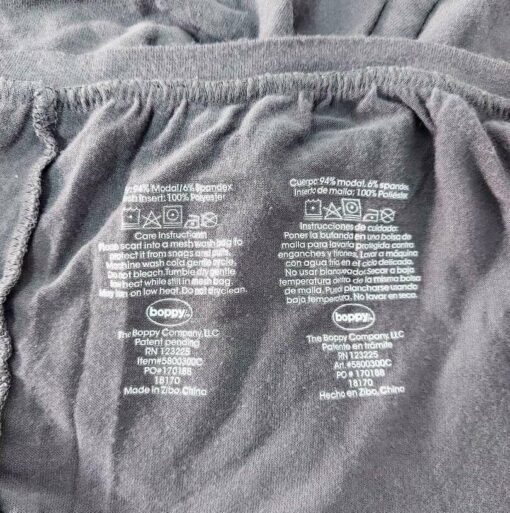 94% Modal/6% Spandex
Insert: 100% Polyester
Care Instructions:
scarf into a mesh wash bag to
protect it from snags and pulls.
Machine wash cold gentle
Do not bleach. Tumble dry gentle
low heat while still in mesh bag
May iron on low heat. Do not dryclean.
boppy
The Boppy Company, LLC
Patent pending
RN 123225
Item#5800300C
PO# 170188
18170
Made in Zibo, China
Cuerpo: 94% modal, 6% spandex
Inserto de malla: 100% Poliéster
Instrucciones de cuidado:
Poner la bufanda en una bolsa de
malla para lavarla protegida contra
enganches y tirones. Lavar a máquina
con agua fría en el ciclo delicado.
No usar blanqueador. Secar a baja
temperatura dentro de la misma bolsa
de malla. Puede plancharse usando
baja temperatura. No lavar en seco.
boppy
The Boppy Company, LLC
Patente en trámite
RN 123225
Art.#5800300C
PO # 170188
18170
Hecho en Zibo, China